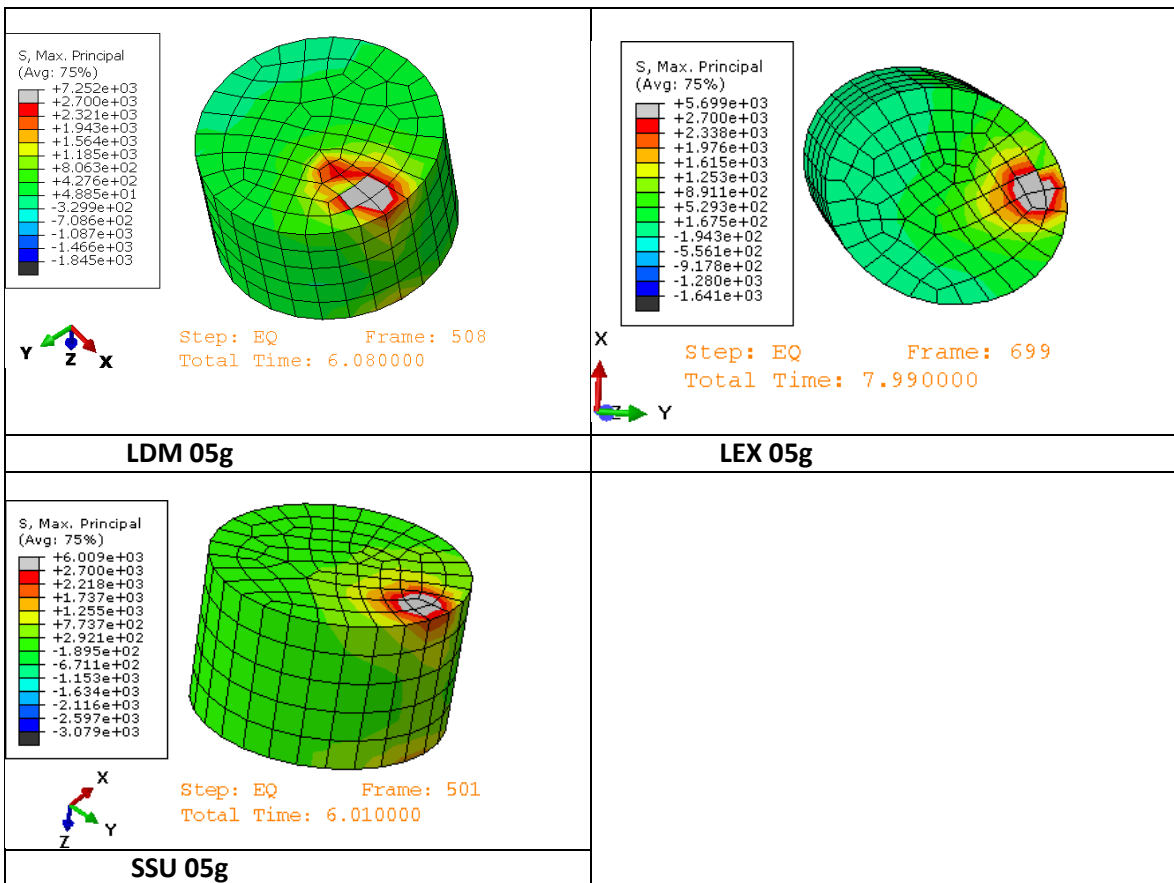 S, Max. Principal
(Avg: 75%)
+7.252e+03
+2.700e+03
+2.321e+03
+1.943e+03
+1.564e+03
+1.185e+03
+8.063e+02
+4.276e+02
+4.885e+01
-3.299e+02
-7.086e+02
-1.087e+03
-1.466e+03
-1.845e+03
Y
Z
X
Step: EQ Frame: 508
Total Time: 6.080000
LDM 05g
S, Max. Principal
(Avg: 75%)
+5.699e+03
+2.700e+03
+2.338e+03
+1.976e+03
+1.615e+03
+1.253e+03
+8.911e+02
+5.293e+02
+1.675e+02
-1.943e+02
-5.561e+02
-9.178e+02
-1.280e+03
-1.641e+03
X
Z
Y
Step: EQ Frame: 699
Total Time: 7.990000
LEX 05g
S, Max. Principal
(Avg: 75%)
+6.009e+03
+2.700e+03
+2.218e+03
+1.737e+03
+1.255e+03
+7.737e+02
+2.921e+02
-1.895e+02
-6.711e+02
-1.153e+03
-1.634e+03
-2.116e+03
-2.597e+03
-3.079e+03
X
Y
Z
Step: EQ Frame: 501
Total Time: 6.010000
SSU 05g